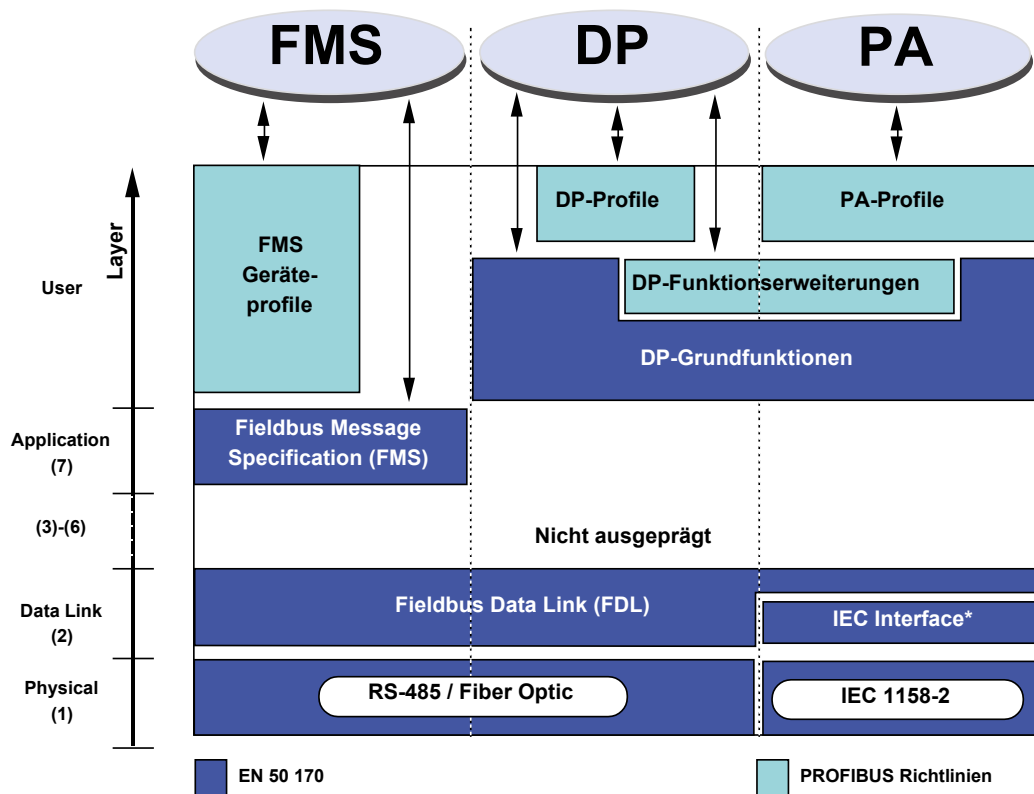 FMS
DP
PA
Layer
User
FMS
Geräte-
profile
DP-Profile
PA-Profile
DP-Funktionserweiterungen
DP-Grundfunktionen
Application
(7)
Fieldbus Message
Specification (FMS)
(3)-(6)
Nicht ausgeprägt
Data Link
(2)
Fieldbus Data Link (FDL)
IEC Interface*
Physical
(1)
RS-485 / Fiber Optic
IEC 1158-2
EN 50 170
PROFIBUS Richtlinien